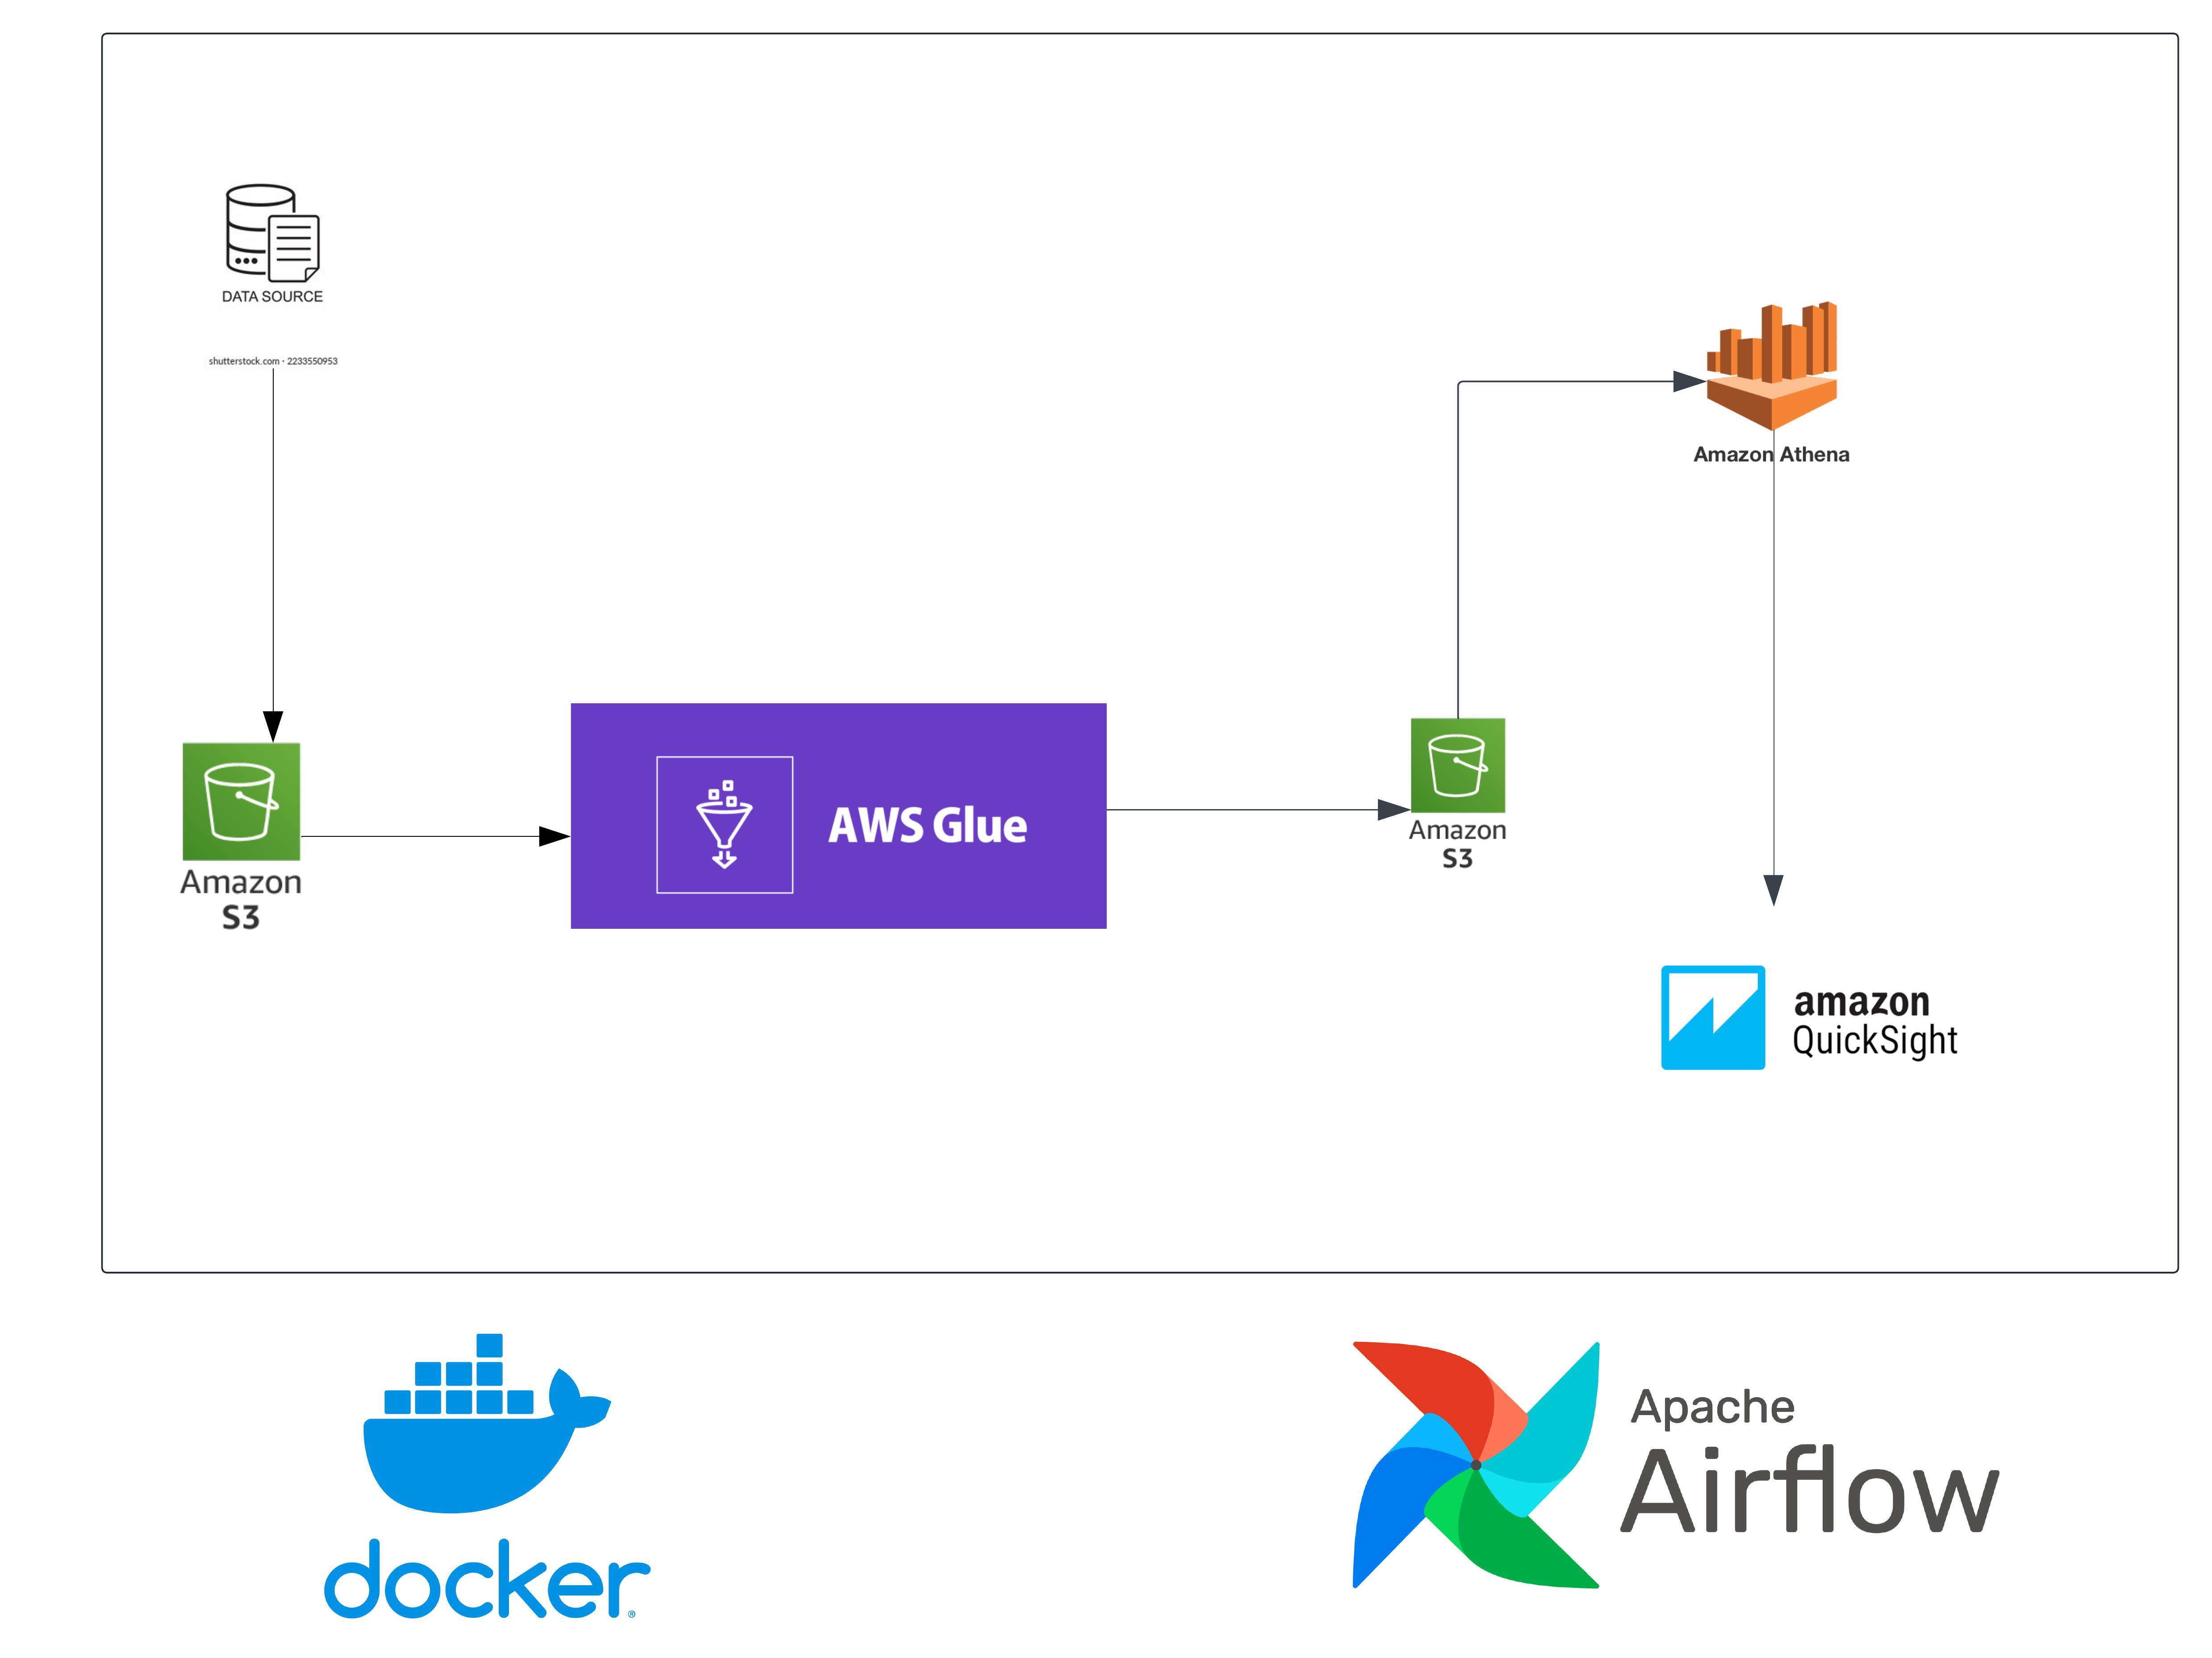 DATA SOURCE
shutterstock.com · 2233550953
Amazon Athena
Amazon
S3
AWS Glue
Amazon
S3
amazon
QuickSight
docker®
Apache
Airflow